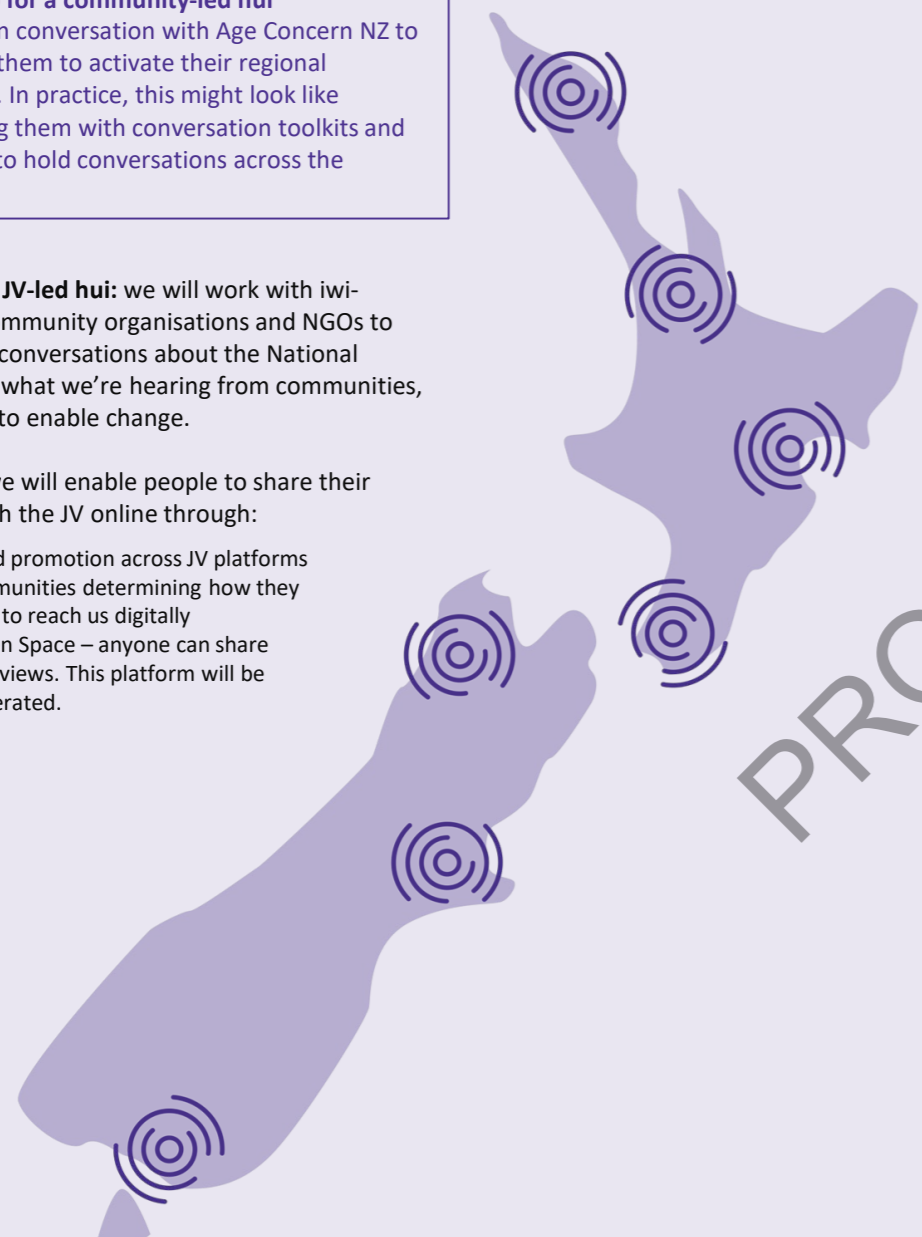 for a community-led hui
n conversation with Age Concern NZ to
them to activate their regional
. In practice, this might look like
g them with conversation toolkits and
to hold conversations across the
JV-led hui: we will work with iwi-
ommunity organisations and NGOs to
conversations about the National
what we’re hearing from communities,
to enable change.
ve will enable people to share their
h the JV online through:
d promotion across JV platforms
munities determining how they
to reach us digitally
n Space – anyone can share
views. This platform will be
erated.
PRO